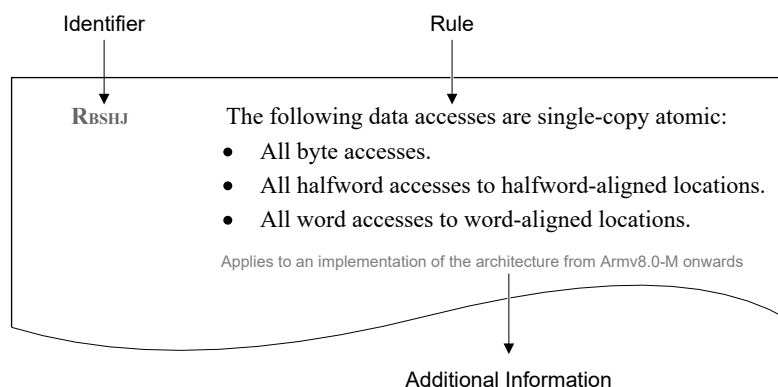 Identifier Rule
RBSHJ The following data accesses are single-copy atomic:
• All byte accesses.
• All halfword accesses to halfword-aligned locations.
• All word accesses to word-aligned locations.
Applies to an implementation of the architecture from Armv8.0-M onwards
Additional Information